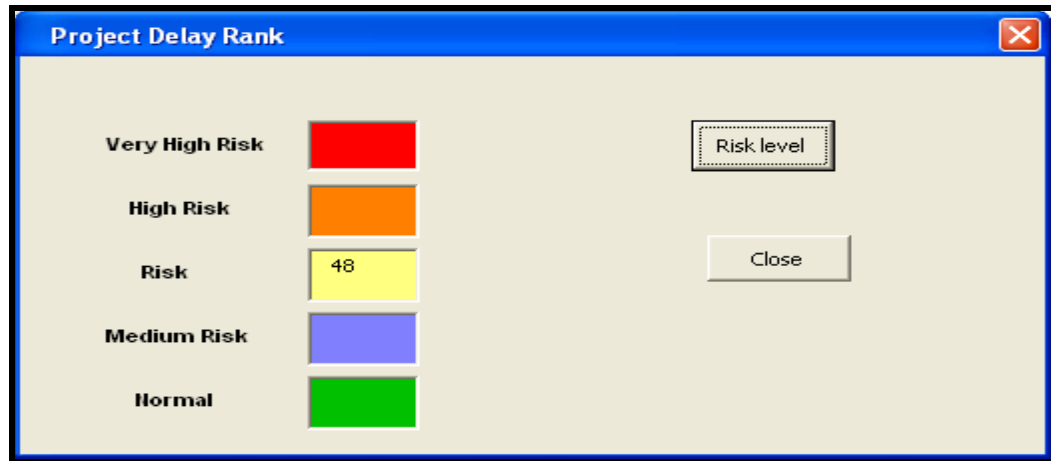 Project Delay Rank
Very High Risk
Risk level
High Risk
Risk
48
Close
Medium Risk
Normal